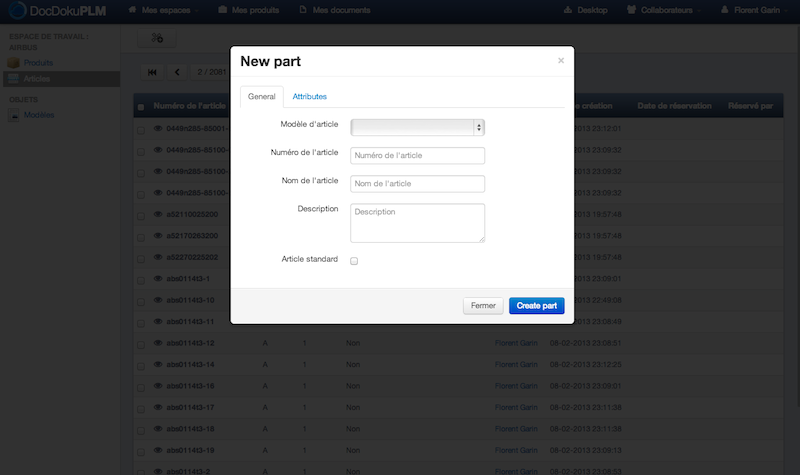 DocDokuPLM
Mes espaces
Mes produits
Mes documents
Desktop
Collaborateurs
Florent Garin
ESPACE DE TRAVAIL :
AIRBUS
Produits
Articles
OBJETS
Modèles
2 / 2081
New part
×
General
Attributes
Modèle d'article
Numéro de l'article
Numéro de l'article
Nom de l'article
Nom de l'article
Description
Description
Article standard
Fermer
Create part
Numéro de l'article
création
Date de réservation
Réservé par
0449n285-85001-
2013 23:12:01
0449n285-85100-
2013 23:09:32
0449n285-85100-
2013 23:09:32
0449n285-85100-
2013 23:09:32
a52110025200
2013 19:57:48
a52170253200
2013 19:57:48
a52270225202
2013 19:57:48
abs0114t3-1
2013 23:09:01
abs0114t3-10
2013 22:49:08
abs0114t3-11
2013 23:08:48
abs0114t3-12 A 1 Non Florent Garin 08-02-2013 23:08:51
abs0114t3-14 A 1 Non Florent Garin 08-02-2013 23:12:25
abs0114t3-16 A 1 Non Florent Garin 08-02-2013 23:09:01
abs0114t3-17 A 1 Non Florent Garin 08-02-2013 23:11:38
abs0114t3-18 A 1 Non Florent Garin 08-02-2013 23:11:38
abs0114t3-19 A 1 Non Florent Garin 08-02-2013 23:09:13
abs0114t3-2 A 1 Non Florent Garin 08-02-2013 23:08:53